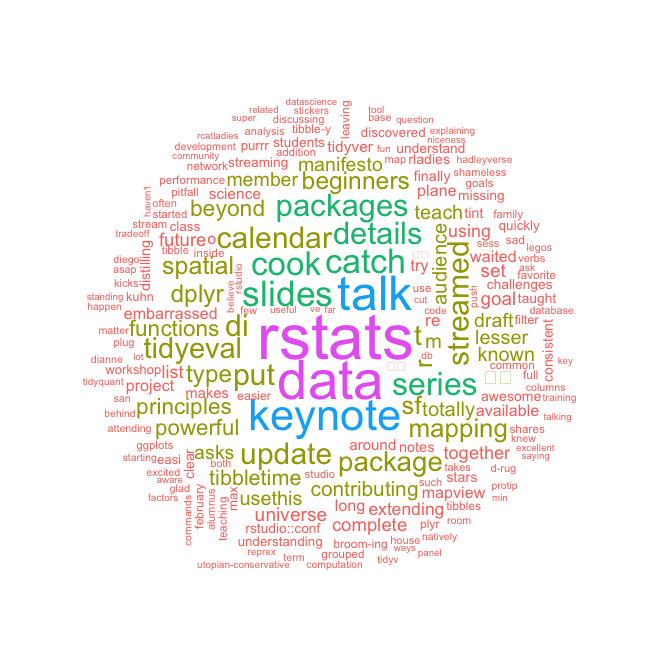 datascience
related stickers tool
super discussing leaving base question
rcatladies analysis tibble-y discovered explaining
development purrr students tidyver fun understand niceness
community addition
network streaming manifesto map rladies hadleyverse
performance science finally shameless
pitfall member beginners plane goals
haven't often beyond packages teach tint missing family
started calendar details audience using quickly
stream class future o sad legos
tradeoff distilling tibble inside streamed waited sess verbs
diego spatial cook catch try set ask
asap rstudio challenges favorite
kicks dplyr believe slides talk use push goal taught
standing kuhn cut draft filter database
happen embarrassed few useful ve far code re lesser consistent
matter functions di rstats t m
plug tidyeval r known
dianne lot db common key
workshop list type put data series full columns
tidyquant project makes easier awesome training
san principles keynote sf totally available talking
behind powerful mapping shares
attending knew
ggplots asks update around notes together excellent
starting easi both package takes d-rug saying
excited clear studio such stars
aware tibbletime contributing mapview protip
glad max usethis long extending tibbles min
factors february alumnus universe plyr room
commands teaching rstudio::conf complete natively
understanding broom-ing house ways
reprex term grouped panel
utopian-conservative computation tidyv